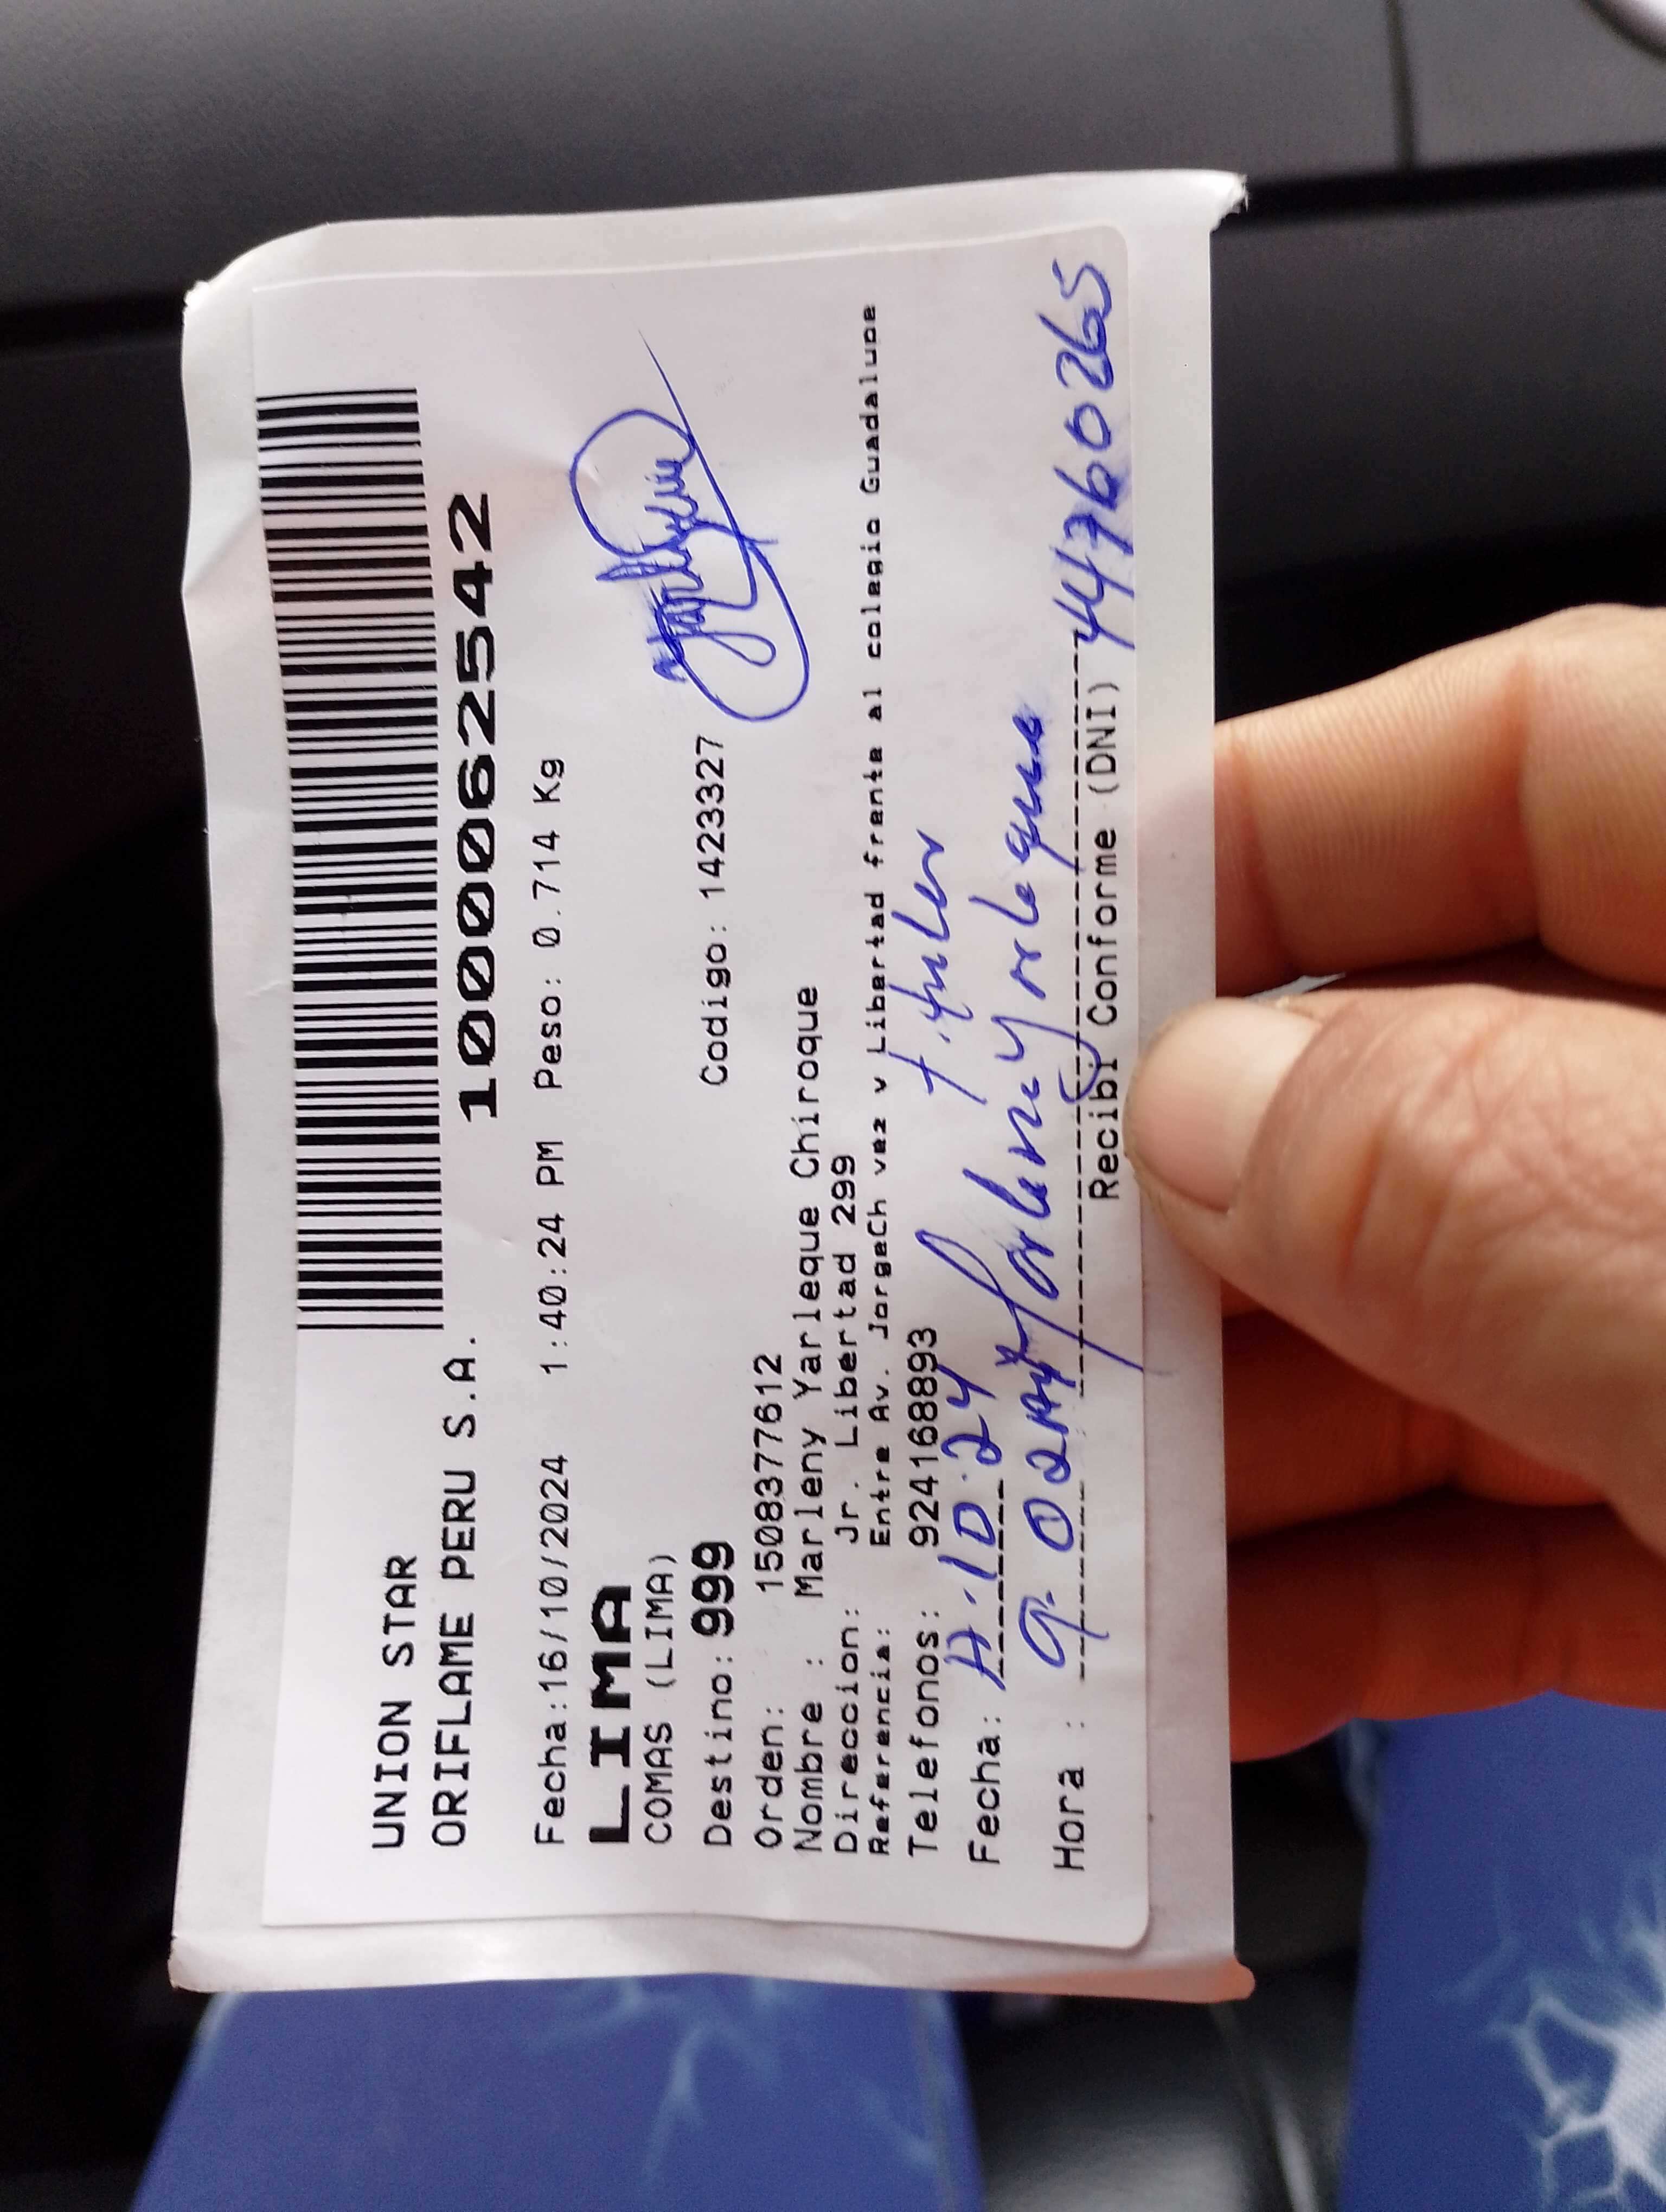 UNION STAR
ORIFLAME PERU S.A.
1000062542
Fecha:16/10/2024 1:40:24 PM Peso: 0.714 Kg
LIMA
COMAS (LIMA)
Destino: 999 Codigo: 1423327
Orden: 1508377612
Nombre : Marleny Yarleque Chiroque
Direccion: Jr. Libertad 299
Referencia: Entre Av. JorgeCh vez y Libertad frente al colegio Guadalupe
Telefonos: 924168893
Fecha: 10.24 titular
Hora : Marleny Yarleque
Recibi Conforme (DNI) 44760265